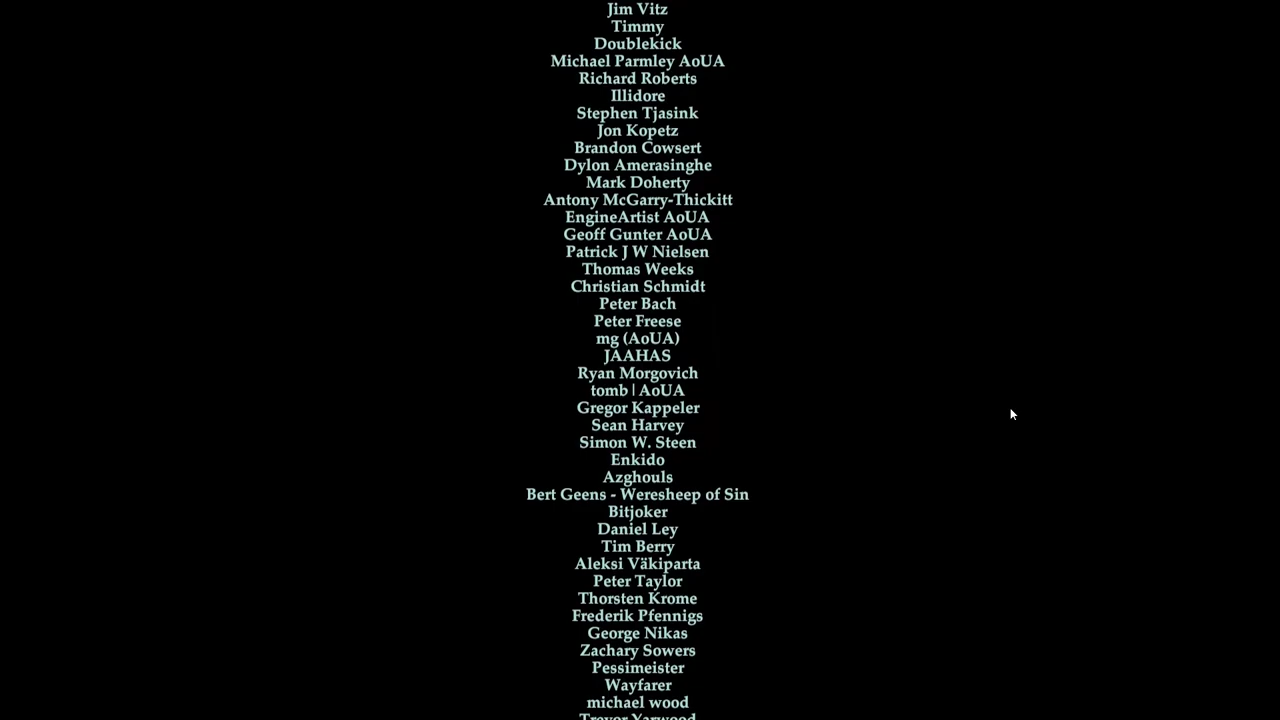 Jim Vitz
Timmy
Doublekick
Michael Parmley AoUA
Richard Roberts
Illidore
Stephen Tjasink
Jon Kopetz
Brandon Cowsert
Dylon Amerasinghe
Mark Doherty
Antony McGarry-Thickitt
EngineArtist AoUA
Geoff Gunter AoUA
Patrick J W Nielsen
Thomas Weeks
Christian Schmidt
Peter Bach
Peter Freese
mg (AoUA)
JAAHAS
Ryan Morgovich
tomb|AoUA
Gregor Kappeler
Sean Harvey
Simon W. Steen
Enkido
Azghouls
Bert Geens - Weresheep of Sin
Bitjoker
Daniel Ley
Tim Berry
Aleksi Väkiparta
Peter Taylor
Thorsten Krome
Frederik Pfennigs
George Nikas
Zachary Sowers
Pessimeister
Wayfarer
michael wood
Trevor Yarwood